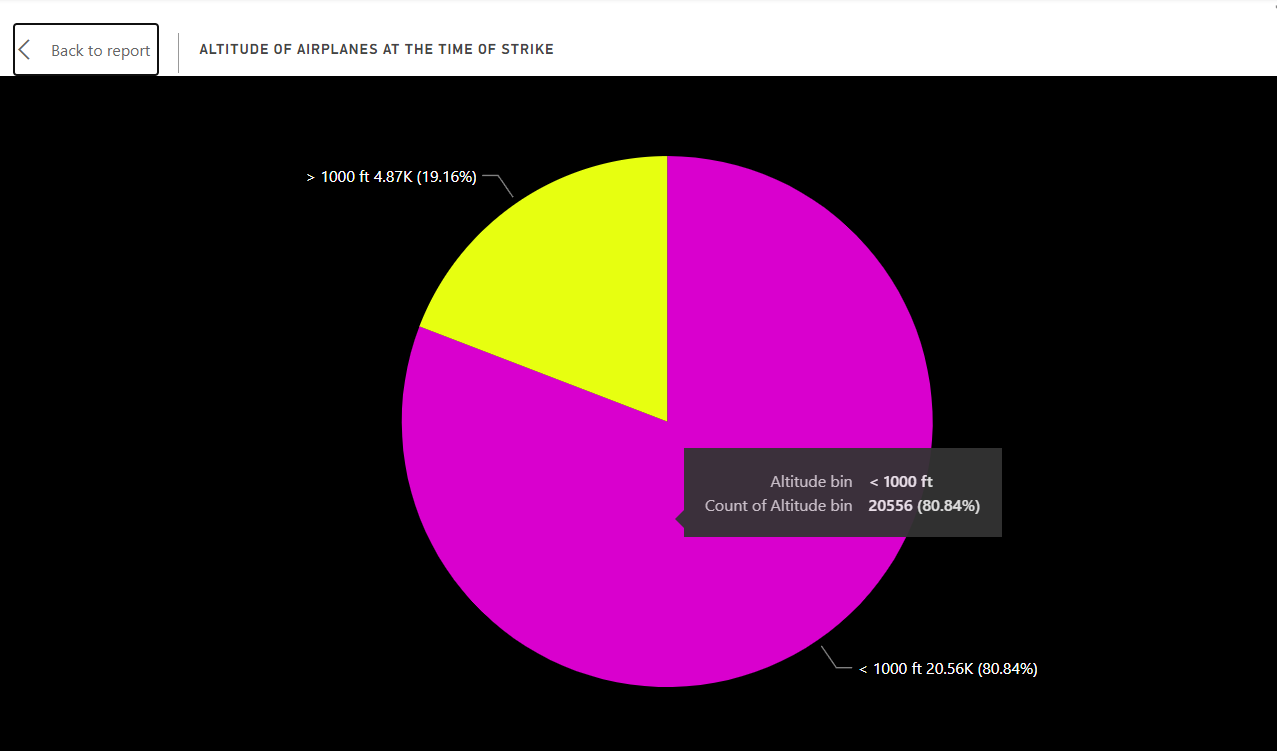 Back to report
ALTITUDE OF AIRPLANES AT THE TIME OF STRIKE
> 1000 ft 4.87K (19.16%)
Altitude bin < 1000 ft
Count of Altitude bin 20556 (80.84%)
< 1000 ft 20.56K (80.84%)